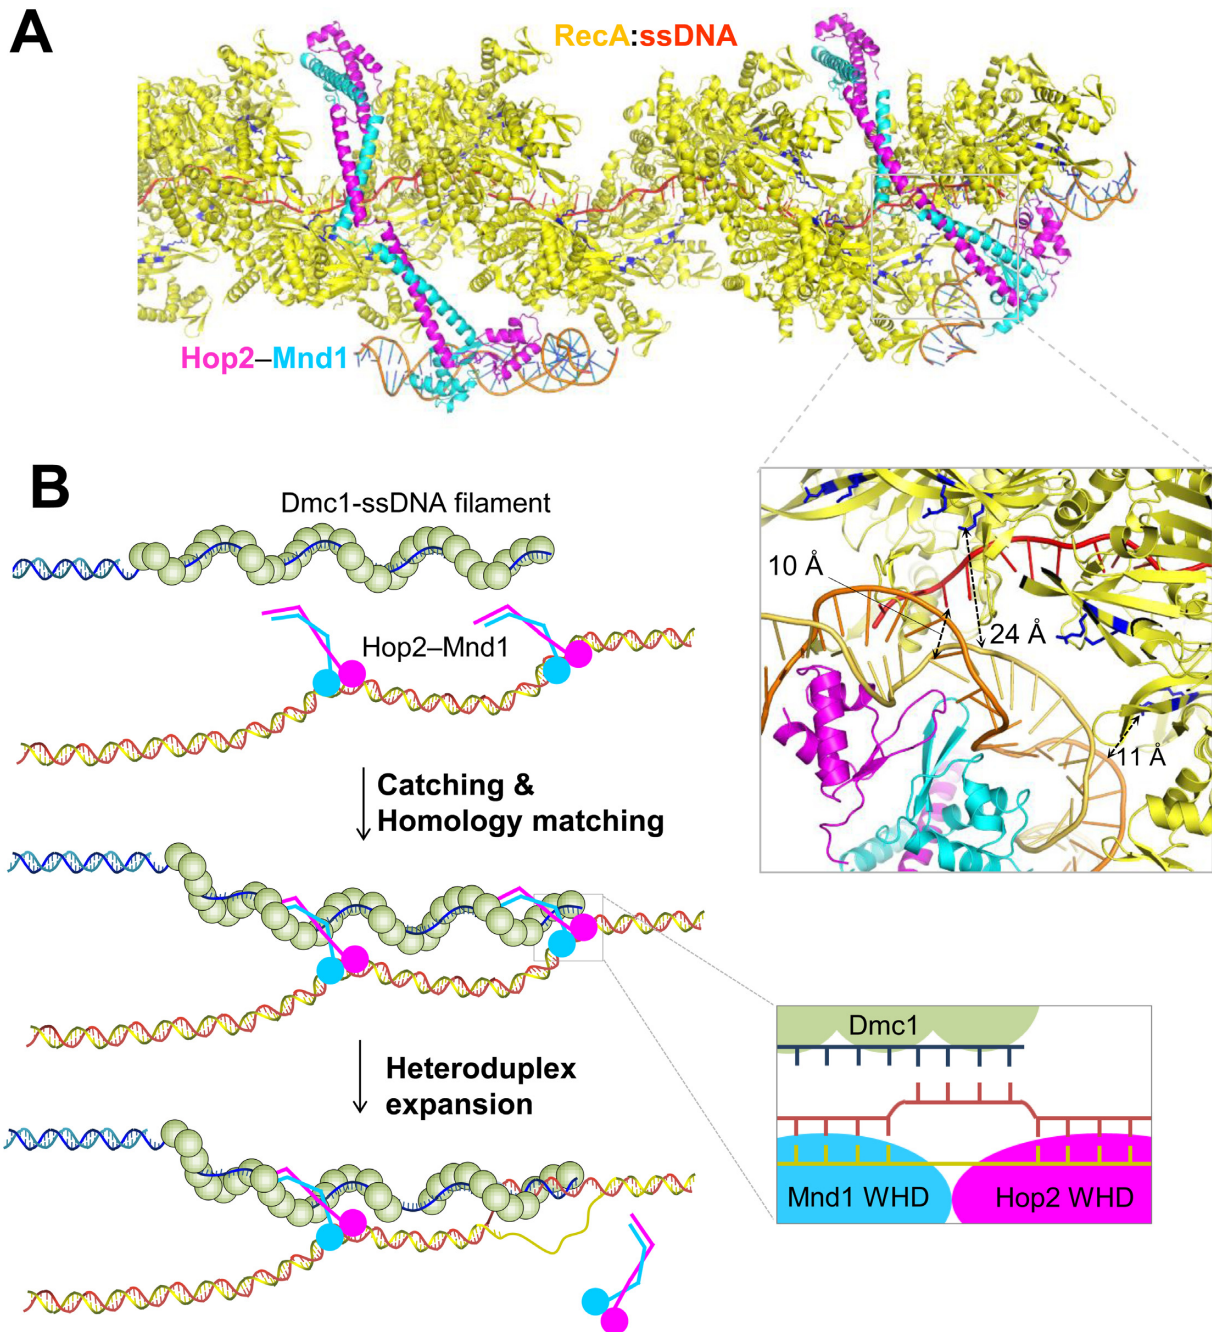 A
RecA:ssDNA
Hop2–Mnd1
10 Å
24 Å
11 Å
B
Dmc1-ssDNA filament
Hop2–Mnd1
Catching &
Homology matching
Heteroduplex
expansion
Dmc1
Mnd1 WHD
Hop2 WHD